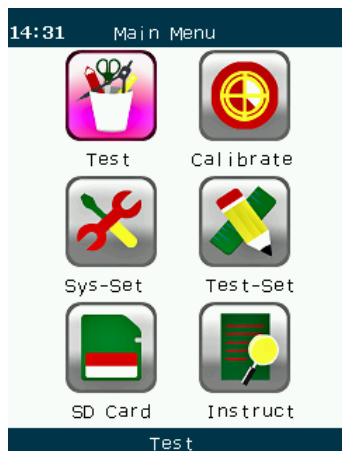 14:31 Main Menu
Test Calibrate
Sys-Set Test-Set
SD Card Instruct
Test